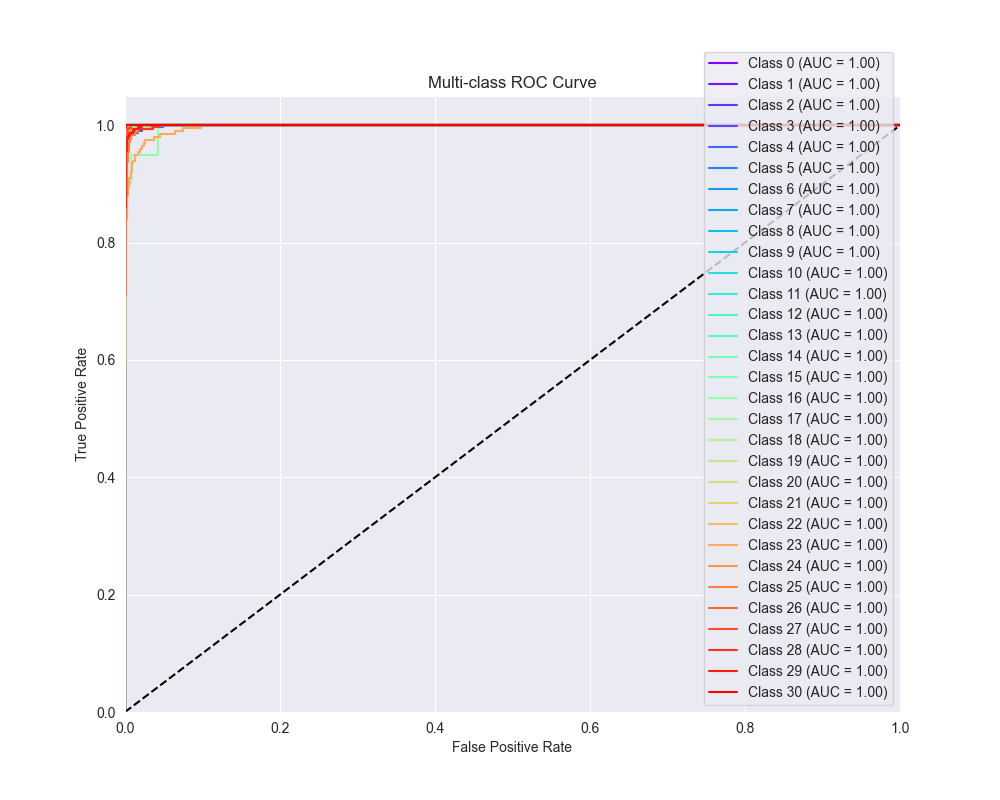 Multi-class ROC Curve
Class 0 (AUC = 1.00)
Class 1 (AUC = 1.00)
Class 2 (AUC = 1.00)
Class 3 (AUC = 1.00)
Class 4 (AUC = 1.00)
Class 5 (AUC = 1.00)
Class 6 (AUC = 1.00)
Class 7 (AUC = 1.00)
Class 8 (AUC = 1.00)
Class 9 (AUC = 1.00)
Class 10 (AUC = 1.00)
Class 11 (AUC = 1.00)
Class 12 (AUC = 1.00)
Class 13 (AUC = 1.00)
Class 14 (AUC = 1.00)
Class 15 (AUC = 1.00)
Class 16 (AUC = 1.00)
Class 17 (AUC = 1.00)
Class 18 (AUC = 1.00)
Class 19 (AUC = 1.00)
Class 20 (AUC = 1.00)
Class 21 (AUC = 1.00)
Class 22 (AUC = 1.00)
Class 23 (AUC = 1.00)
Class 24 (AUC = 1.00)
Class 25 (AUC = 1.00)
Class 26 (AUC = 1.00)
Class 27 (AUC = 1.00)
Class 28 (AUC = 1.00)
Class 29 (AUC = 1.00)
Class 30 (AUC = 1.00)
True Positive Rate
1.0
0.8
0.6
0.4
0.2
0.0
0.0 0.2 0.4 0.6 0.8 1.0
False Positive Rate